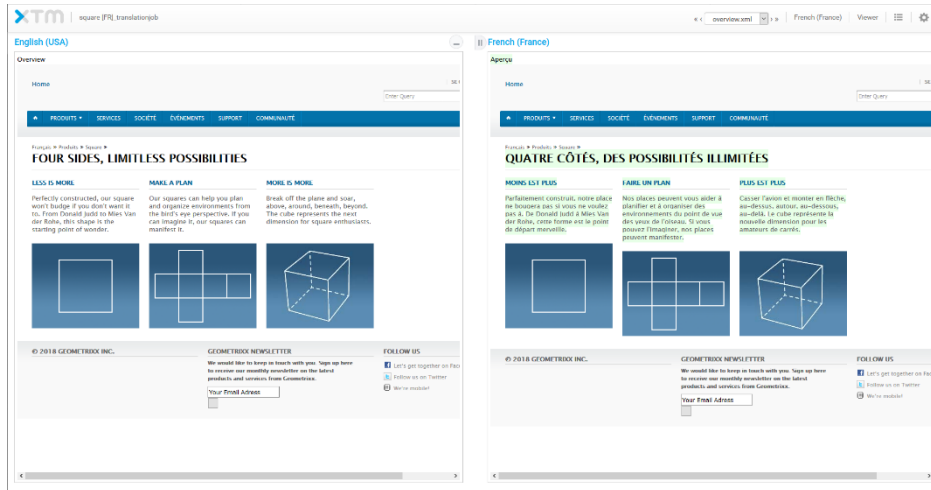 XTM square [FR]_translationjob
« ‹ overview.xml › » French (France) Viewer
English (USA)
Overview
Home
Enter Query
PRODUITS SERVICES SOCIÉTÉ ÉVÉNEMENTS SUPPORT COMMUNAUTÉ
Français » Produits » Square
FOUR SIDES, LIMITLESS POSSIBILITIES
LESS IS MORE
Perfectly constructed, our square
won't budge if you don't want it
to. From Donald Judd to Mies Van
der Rohe, this shape is the
starting point of wonder.
MAKE A PLAN
Our squares can help you plan
and organize environments from
the bird's eye perspective. If you
can imagine it, our squares can
manifest it.
MORE IS MORE
Break off the plane and soar,
above, around, beneath, beyond.
The cube represents the next
dimension for square enthusiasts.
© 2018 GEOMETRIXX INC.
GEOMETRIXX NEWSLETTER
We would like to keep in touch with you. Sign up here
to receive our monthly newsletter on the latest
products and services from Geometrixx.
Your Email Adress
FOLLOW US
Let's get together on Fac
Follow us on Twitter
We're mobile!
French (France)
Aperçu
Home
Enter Query
PRODUITS SERVICES SOCIÉTÉ ÉVÉNEMENTS SUPPORT COMMUNAUTÉ
Français » Produits » Square
QUATRE CÔTÉS, DES POSSIBILITÉS ILLIMITÉES
MOINS EST PLUS
Parfaitement construit, notre place
ne bougera pas si vous ne voulez
pas à. De Donald Judd à Mies Van
der Rohe, cette forme est le point
de départ merveille.
FAIRE UN PLAN
Nos places peuvent vous aider à
planifier et à organiser des
environnements du point de vue
des yeux de l'oiseau. Si vous
pouvez l'imaginer, nos places
peuvent manifester.
PLUS EST PLUS
Casser l'avion et monter en flèche,
au-dessus, autour, au-dessous,
au-delà. Le cube représente la
nouvelle dimension pour les
amateurs de carrés.
© 2018 GEOMETRIXX INC.
GEOMETRIXX NEWSLETTER
We would like to keep in touch with you. Sign up here
to receive our monthly newsletter on the latest
products and services from Geometrixx.
Your Email Adress
FOLLOW US
Let's get together on Fac
Follow us on Twitter
We're mobile!